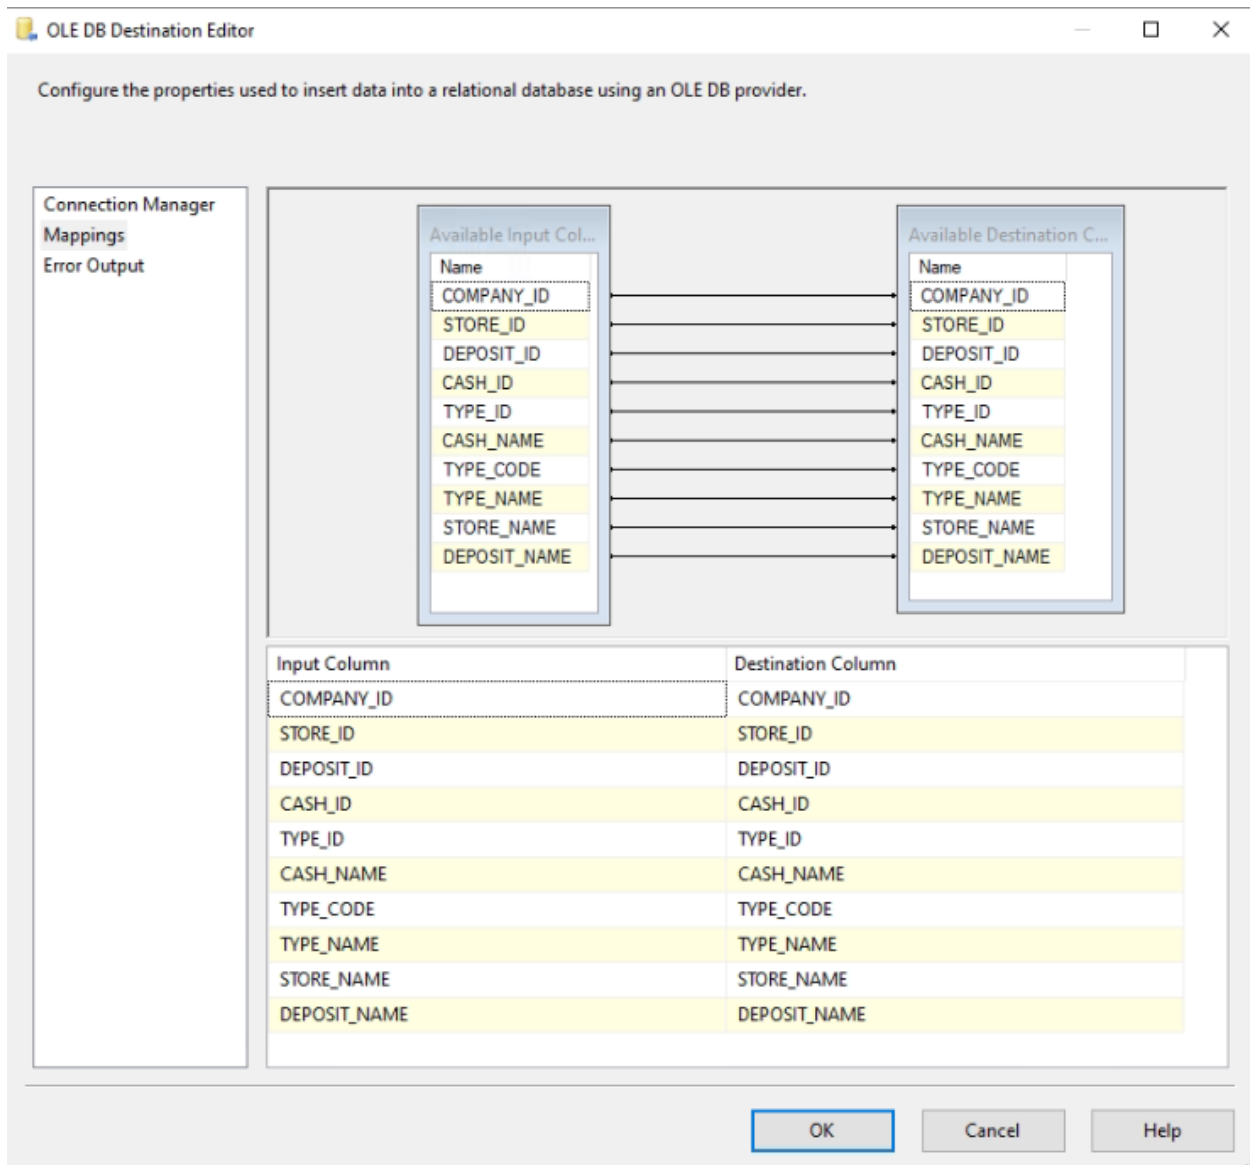 OLE DB Destination Editor
Configure the properties used to insert data into a relational database using an OLE DB provider.
Connection Manager
Mappings
Error Output
Available Input Col...
Name
COMPANY_ID
STORE_ID
DEPOSIT_ID
CASH_ID
TYPE_ID
CASH_NAME
TYPE_CODE
TYPE_NAME
STORE_NAME
DEPOSIT_NAME
Available Destination C...
Name
COMPANY_ID
STORE_ID
DEPOSIT_ID
CASH_ID
TYPE_ID
CASH_NAME
TYPE_CODE
TYPE_NAME
STORE_NAME
DEPOSIT_NAME
Input Column Destination Column
COMPANY_ID COMPANY_ID
STORE_ID STORE_ID
DEPOSIT_ID DEPOSIT_ID
CASH_ID CASH_ID
TYPE_ID TYPE_ID
CASH_NAME CASH_NAME
TYPE_CODE TYPE_CODE
TYPE_NAME TYPE_NAME
STORE_NAME STORE_NAME
DEPOSIT_NAME DEPOSIT_NAME
OK Cancel Help